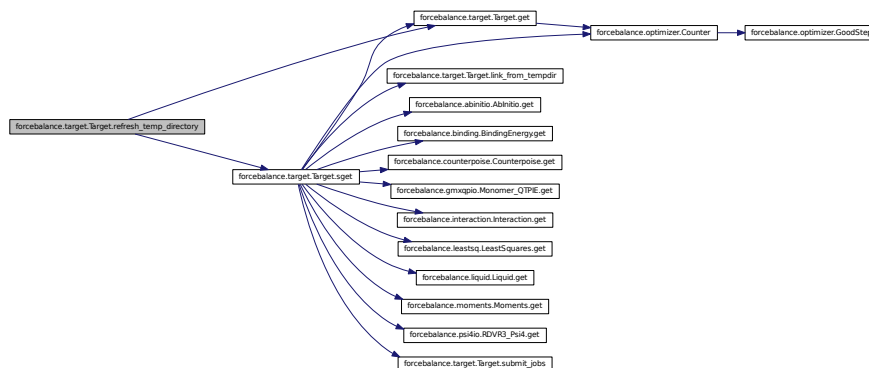 forcebalance.target.Target.get
forcebalance.optimizer.Counter
forcebalance.optimizer.GoodStep
forcebalance.target.Target.link_from_tempdir
forcebalance.abinitio.AbInitio.get
forcebalance.target.Target.refresh_temp_directory
forcebalance.binding.BindingEnergy.get
forcebalance.counterpoise.Counterpoise.get
forcebalance.target.Target.sget
forcebalance.gmxqpio.Monomer_QTPIE.get
forcebalance.interaction.Interaction.get
forcebalance.leastsq.LeastSquares.get
forcebalance.liquid.Liquid.get
forcebalance.moments.Moments.get
forcebalance.psi4io.RDVR3_Psi4.get
forcebalance.target.Target.submit_jobs